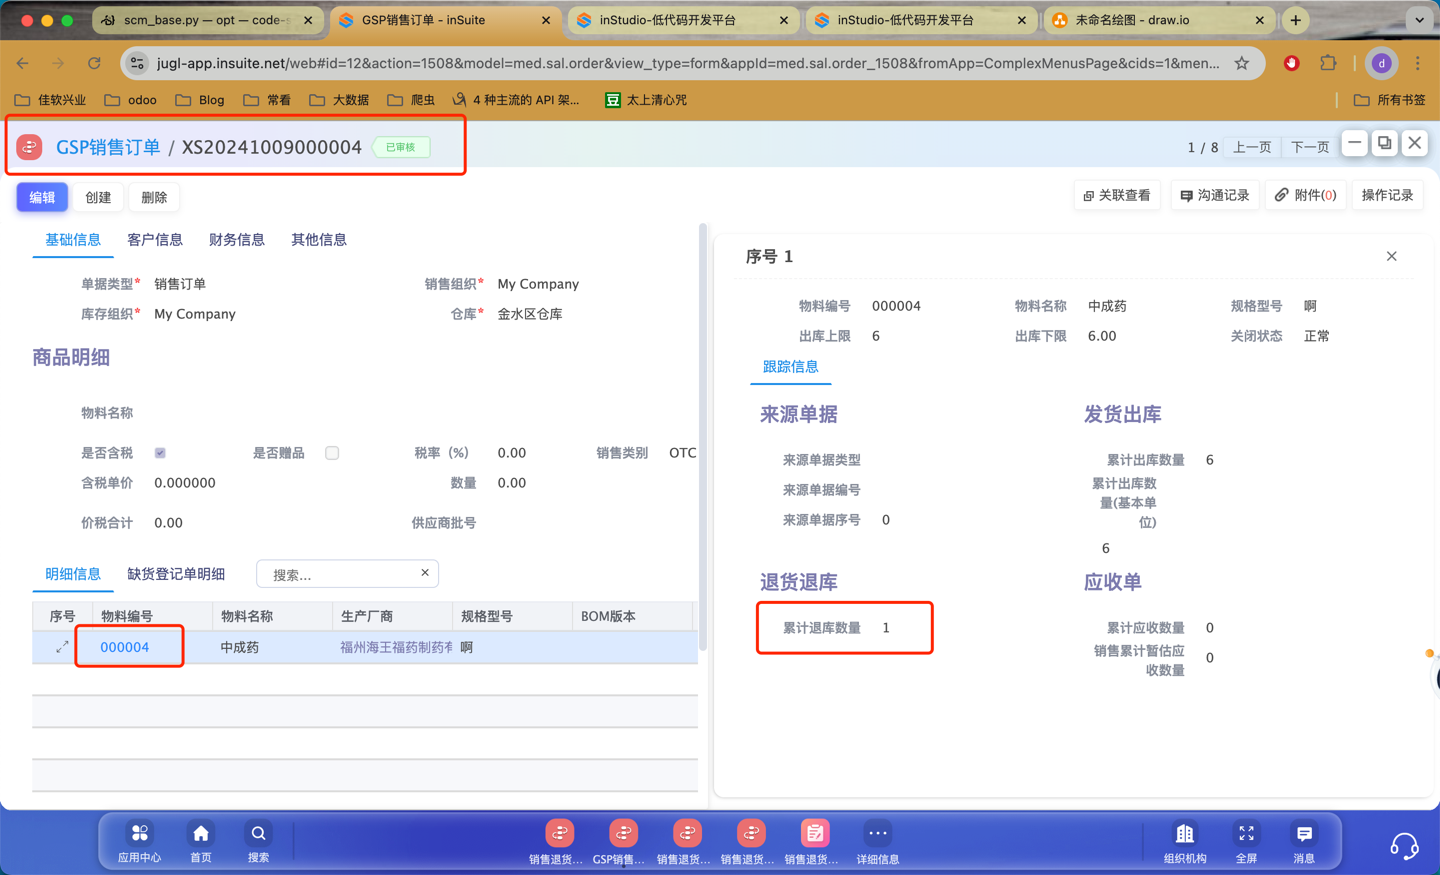 scm_base.py — opt — code-s
GSP销售订单 - inSuite
inStudio-低代码开发平台
inStudio-低代码开发平台
未命名绘图 - draw.io
jugl-app.insuite.net/web#id=12&action=1508&model=med.sal.order&view_type=form&appId=med.sal.order_1508&fromApp=ComplexMenusPage&cids=1&men...
d
佳软兴业
odoo
Blog
常看
大数据
爬虫
4 种主流的 API 架...
豆
太上清心咒
所有书签
GSP销售订单 / XS20241009000004 已审核
1 / 8 上一页 下一页
编辑 创建 删除
关联查看 沟通记录 附件(0) 操作记录
基础信息 客户信息 财务信息 其他信息
单据类型* 销售订单 销售组织* My Company
库存组织* My Company 仓库* 金水区仓库
商品明细
物料名称
是否含税 是否赠品 税率（%） 0.00 销售类别 OTC
含税单价 0.000000 数量 0.00
价税合计 0.00 供应商批号
明细信息 缺货登记单明细 搜索...
序号 物料编号 物料名称 生产厂商 规格型号 BOM版本
000004 中成药 福州海王福药制药有 啊
序号 1
物料编号 000004 物料名称 中成药 规格型号 啊
出库上限 6 出库下限 6.00 关闭状态 正常
跟踪信息
来源单据
来源单据类型
来源单据编号
来源单据序号 0
发货出库
累计出库数量 6
累计出库数
量(基本单
位)
6
退货退库
累计退库数量 1
应收单
累计应收数量 0
销售累计暂估应
收数量 0
应用中心 首页 搜索 销售退货... GSP销售... 销售退货... 销售退货... 销售退货... 详细信息 组织机构 全屏 消息